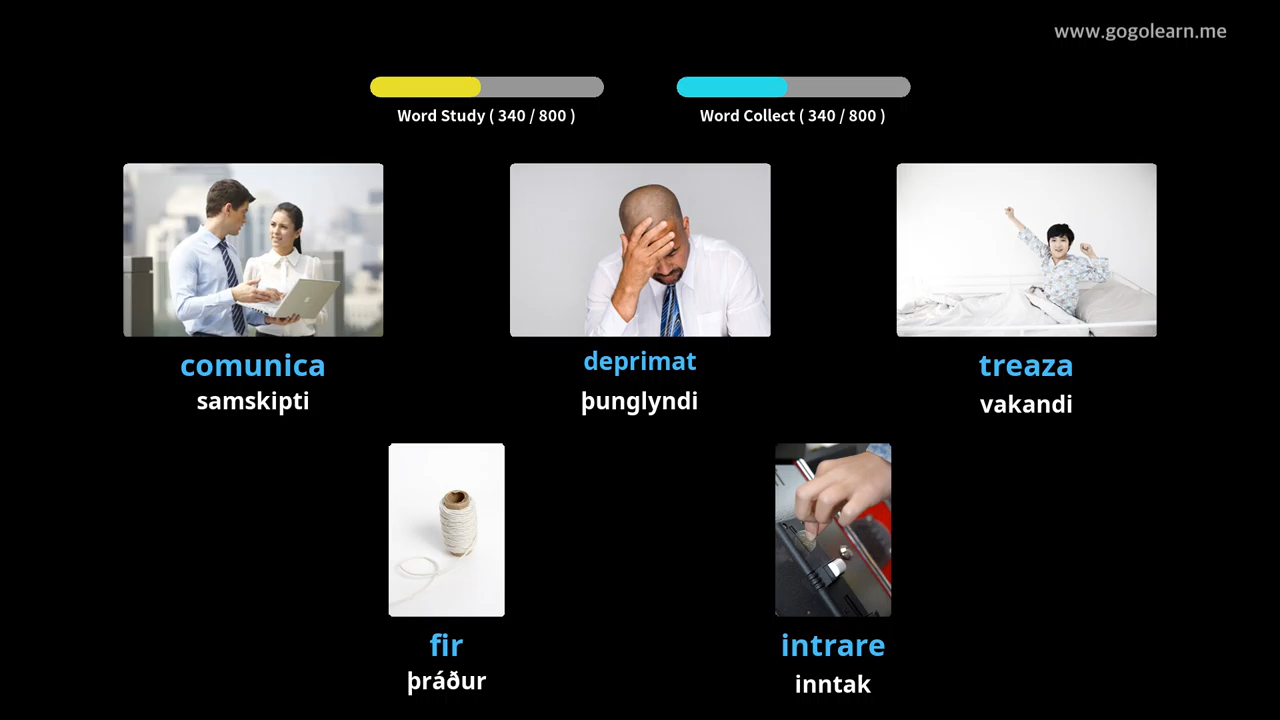 www.gogolearn.me
Word Study ( 340 / 800 )
Word Collect ( 340 / 800 )
comunica
samskipti
deprimat
þunglyndi
treaza
vakandi
fir
þráður
intrare
inntak